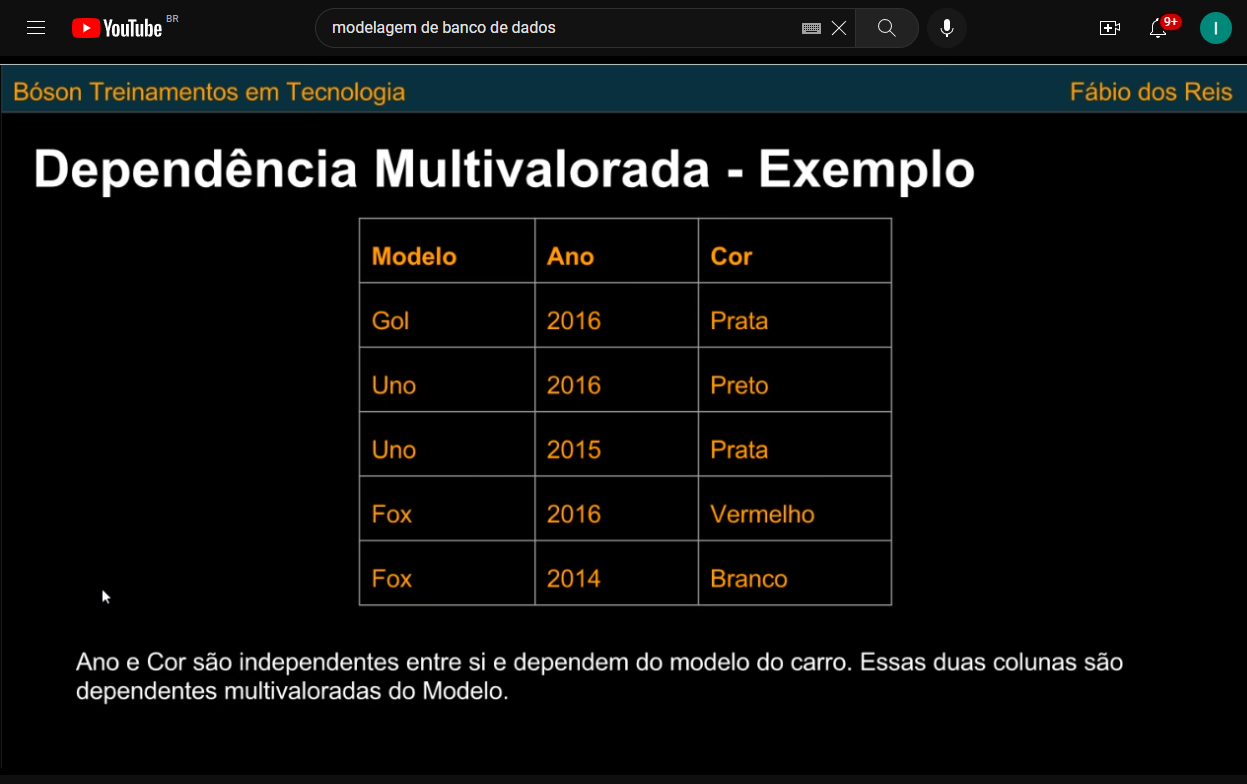 YouTube BR
modelagem de banco de dados
9+
I
Bóson Treinamentos em Tecnologia
Fábio dos Reis
Dependência Multivalorada - Exemplo
Modelo Ano Cor
Gol 2016 Prata
Uno 2016 Preto
Uno 2015 Prata
Fox 2016 Vermelho
Fox 2014 Branco
Ano e Cor são independentes entre si e dependem do modelo do carro. Essas duas colunas são
dependentes multivaloradas do Modelo.